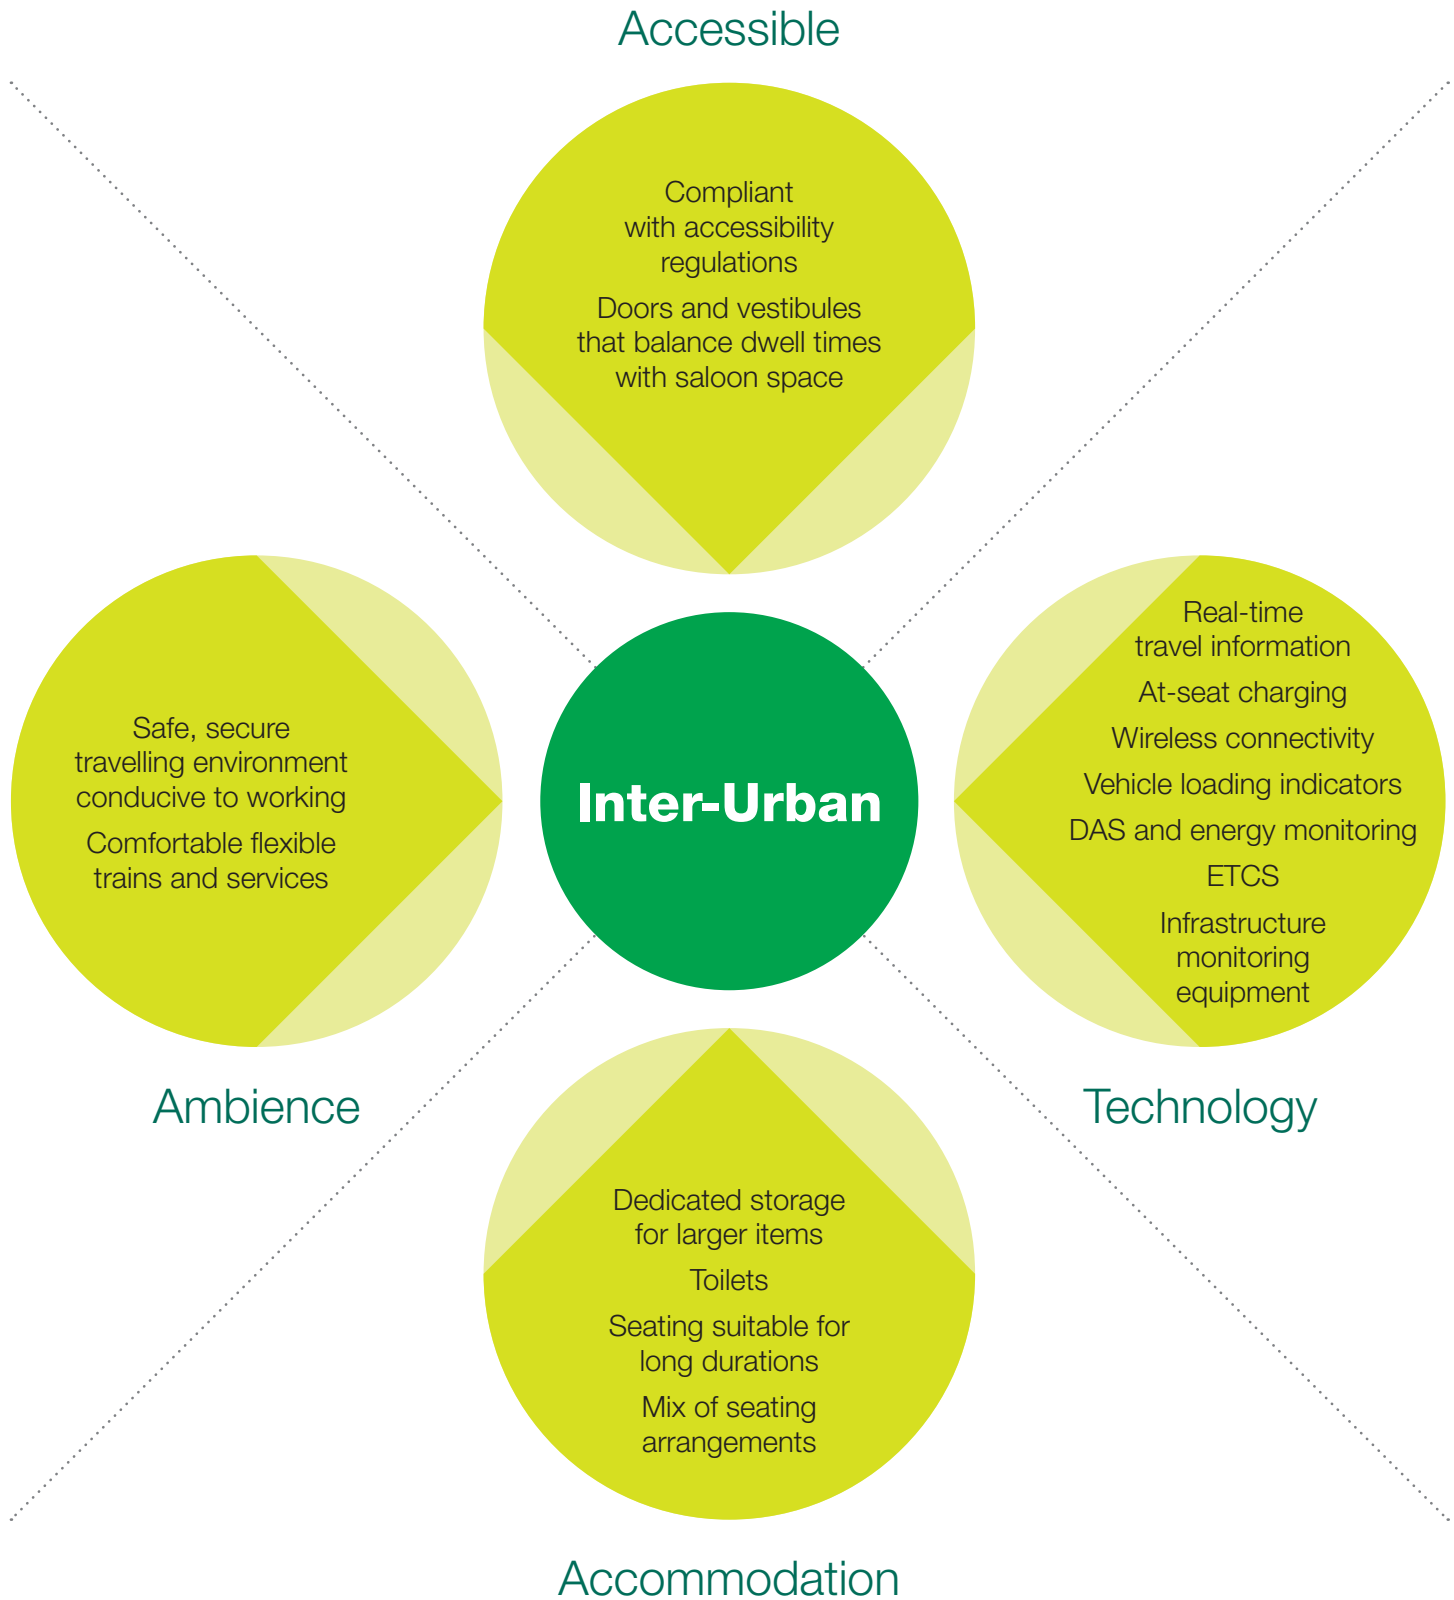 Accessible
Compliant
with accessibility
regulations
Doors and vestibules
that balance dwell times
with saloon space
Safe, secure
travelling environment
conducive to working
Comfortable flexible
trains and services
Ambience
Inter-Urban
Real-time
travel information
At-seat charging
Wireless connectivity
Vehicle loading indicators
DAS and energy monitoring
ETCS
Infrastructure
monitoring
equipment
Technology
Dedicated storage
for larger items
Toilets
Seating suitable for
long durations
Mix of seating
arrangements
Accommodation